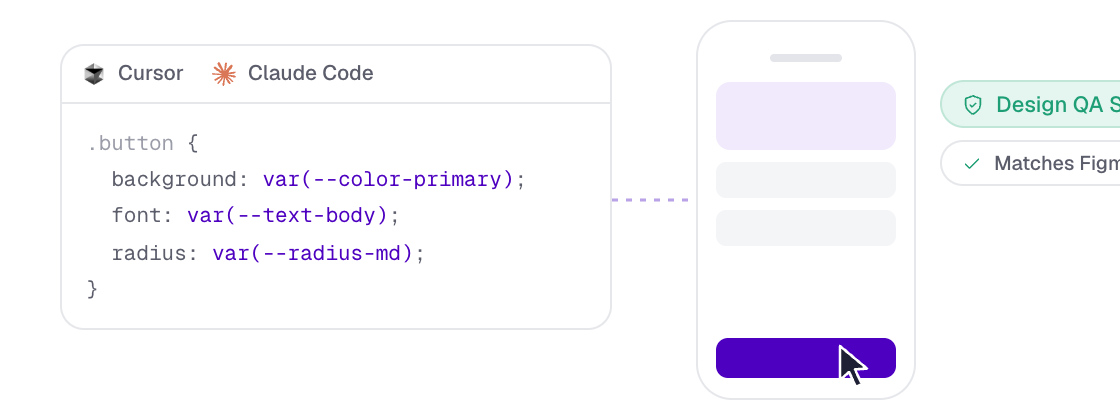 Cursor
Claude Code
.button {
background: var(--color-primary);
font: var(--text-body);
radius: var(--radius-md);
}
Design QA
Matches